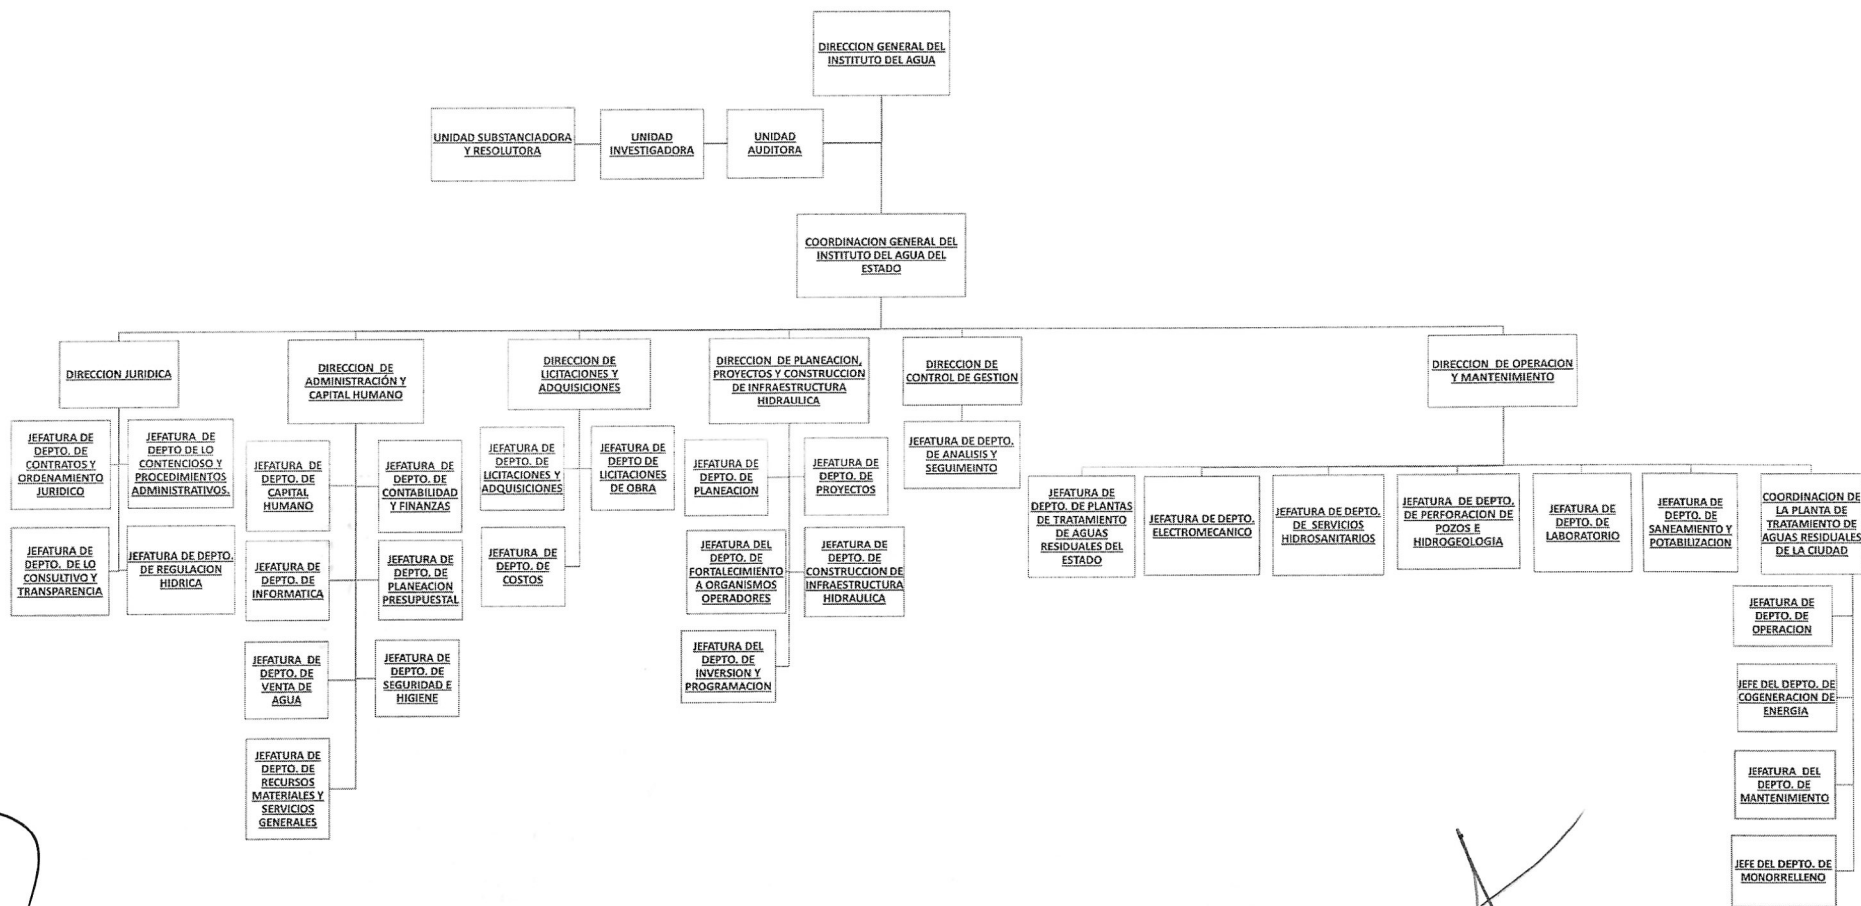 DIRECCION GENERAL DEL
INSTITUTO DEL AGUA
UNIDAD SUBSTANCIADORA
Y RESOLUTORA
UNIDAD
INVESTIGADORA
UNIDAD
AUDITORA
COORDINACION GENERAL DEL
INSTITUTO DEL AGUA DEL
ESTADO
DIRECCION JURIDICA
DIRECCION DE
ADMINISTRACIÓN Y
CAPITAL HUMANO
DIRECCION DE
LICITACIONES Y
ADQUISICIONES
DIRECCION DE PLANEACION,
PROYECTOS Y CONSTRUCCION
DE INFRAESTRUCTURA
HIDRAULICA
DIRECCION DE
CONTROL DE GESTION
DIRECCION DE OPERACION
Y MANTENIMIENTO
JEFATURA DE
DEPTO. DE
CONTRATOS Y
ORDENAMIENTO
JURIDICO
JEFATURA DE
DEPTO DE LO
CONTENCIOSO Y
PROCEDIMIENTOS
ADMINISTRATIVOS.
JEFATURA DE
DEPTO. DE LO
CONSULTIVO Y
TRANSPARENCIA
JEFATURA DE DEPTO.
DE REGULACION
HIDRICA
JEFATURA DE
DEPTO. DE
CAPITAL
HUMANO
JEFATURA DE
DEPTO. DE
CONTABILIDAD
Y FINANZAS
JEFATURA DE
DEPTO. DE
INFORMATICA
JEFATURA DE
DEPTO. DE
PLANEACION
PRESUPUESTAL
JEFATURA DE
DEPTO. DE
VENTA DE
AGUA
JEFATURA DE
DEPTO. DE
SEGURIDAD E
HIGIENE
JEFATURA DE
DEPTO. DE
RECURSOS
MATERIALES Y
SERVICIOS
GENERALES
JEFATURA DE
DEPTO. DE
LICITACIONES Y
ADQUISICIONES
JEFATURA DE
DEPTO DE
LICITACIONES
DE OBRA
JEFATURA DE
DEPTO. DE
COSTOS
JEFATURA DE
DEPTO. DE
PLANEACION
JEFATURA DE
DEPTO. DE
PROYECTOS
JEFATURA DEL
DEPTO. DE
FORTALECIMIENTO
A ORGANISMOS
OPERADORES
JEFATURA DE
DEPTO. DE
CONSTRUCCION DE
INFRAESTRUCTURA
HIDRAULICA
JEFATURA DEL
DEPTO. DE
INVERSION Y
PROGRAMACION
JEFATURA DE DEPTO.
DE ANALISIS Y
SEGUIMEINTO
JEFATURA DE
DEPTO. DE PLANTAS
DE TRATAMIENTO
DE AGUAS
RESIDUALES DEL
ESTADO
JEFATURA DE DEPTO.
ELECTROMECANICO
JEFATURA DE DEPTO.
DE SERVICIOS
HIDROSANITARIOS
JEFATURA DE DEPTO.
DE PERFORACION DE
POZOS E
HIDROGEOLOGIA
JEFATURA DE
DEPTO. DE
LABORATORIO
JEFATURA DE
DEPTO. DE
SANEAMIENTO Y
POTABILIZACION
COORDINACION DE
LA PLANTA DE
TRATAMIENTO DE
AGUAS RESIDUALES
DE LA CIUDAD
JEFATURA DE
DEPTO. DE
OPERACION
JEFE DEL DEPTO. DE
COGENERACION DE
ENERGIA
JEFATURA DEL
DEPTO. DE
MANTENIMIENTO
JEFE DEL DEPTO. DE
MONORRELLENO